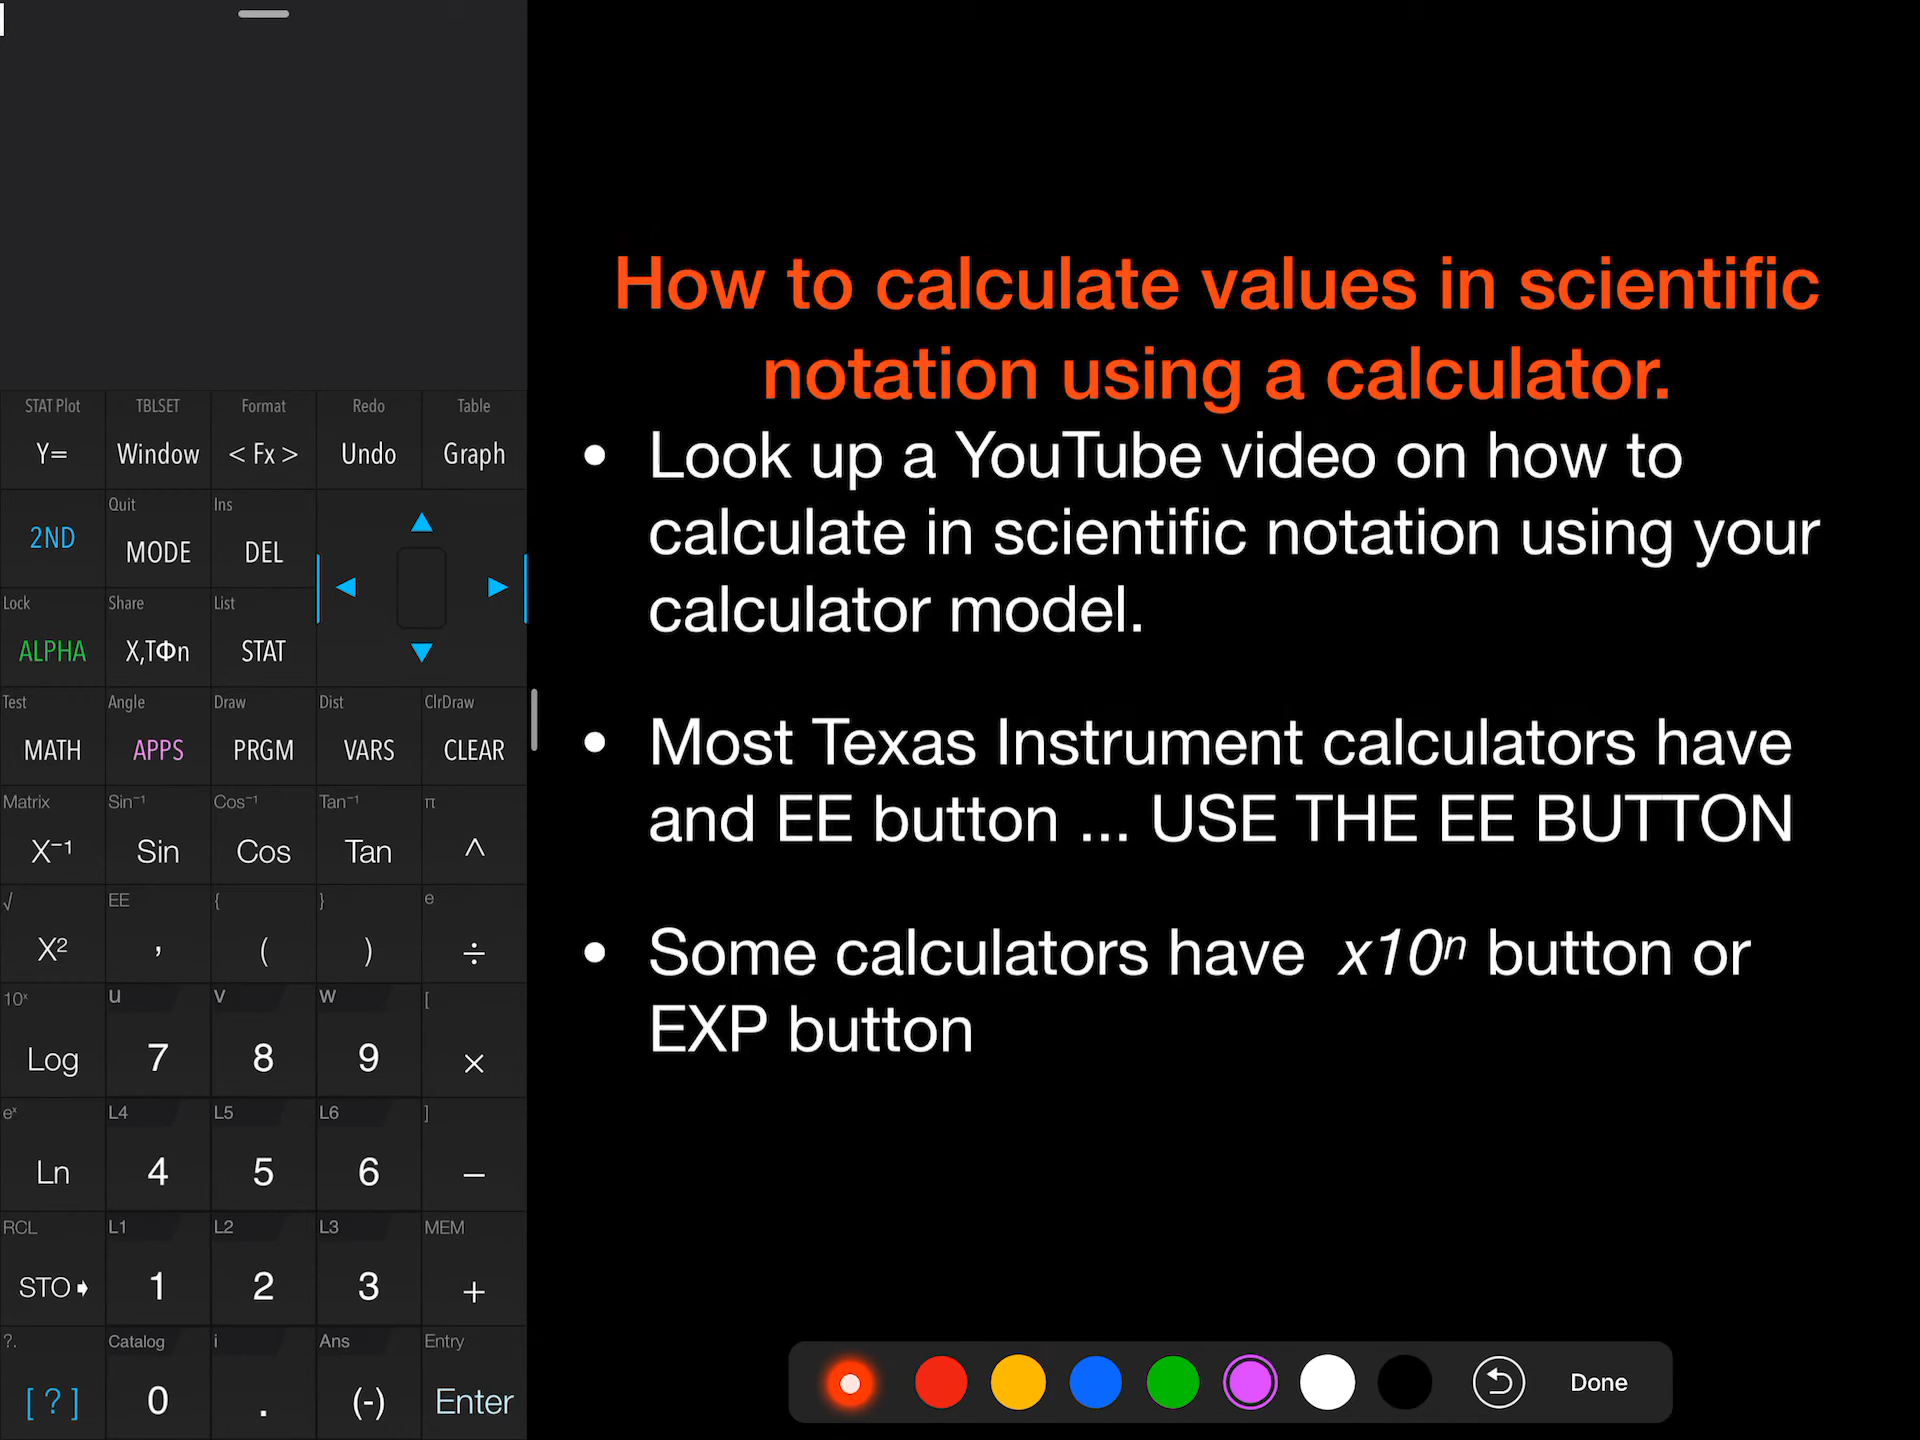 STAT Plot TBLSET Format Redo Table
Y= Window < Fx > Undo Graph
Quit Ins
2ND MODE DEL
Lock Share List
ALPHA X,TΦn STAT
Test Angle Draw Dist ClrDraw
MATH APPS PRGM VARS CLEAR
Matrix Sin⁻¹ Cos⁻¹ Tan⁻¹ π
X⁻¹ Sin Cos Tan ^
√ EE { } e
X² , ( ) ÷
10ˣ u v w [
Log 7 8 9 ×
eˣ L4 L5 L6 ]
Ln 4 5 6 −
RCL L1 L2 L3 MEM
STO➧ 1 2 3 +
?. Catalog i Ans Entry
[ ? ] 0 . (-) Enter
How to calculate values in scientific
notation using a calculator.
• Look up a YouTube video on how to
calculate in scientific notation using your
calculator model.
• Most Texas Instrument calculators have
and EE button ... USE THE EE BUTTON
• Some calculators have x10ⁿ button or
EXP button
Done